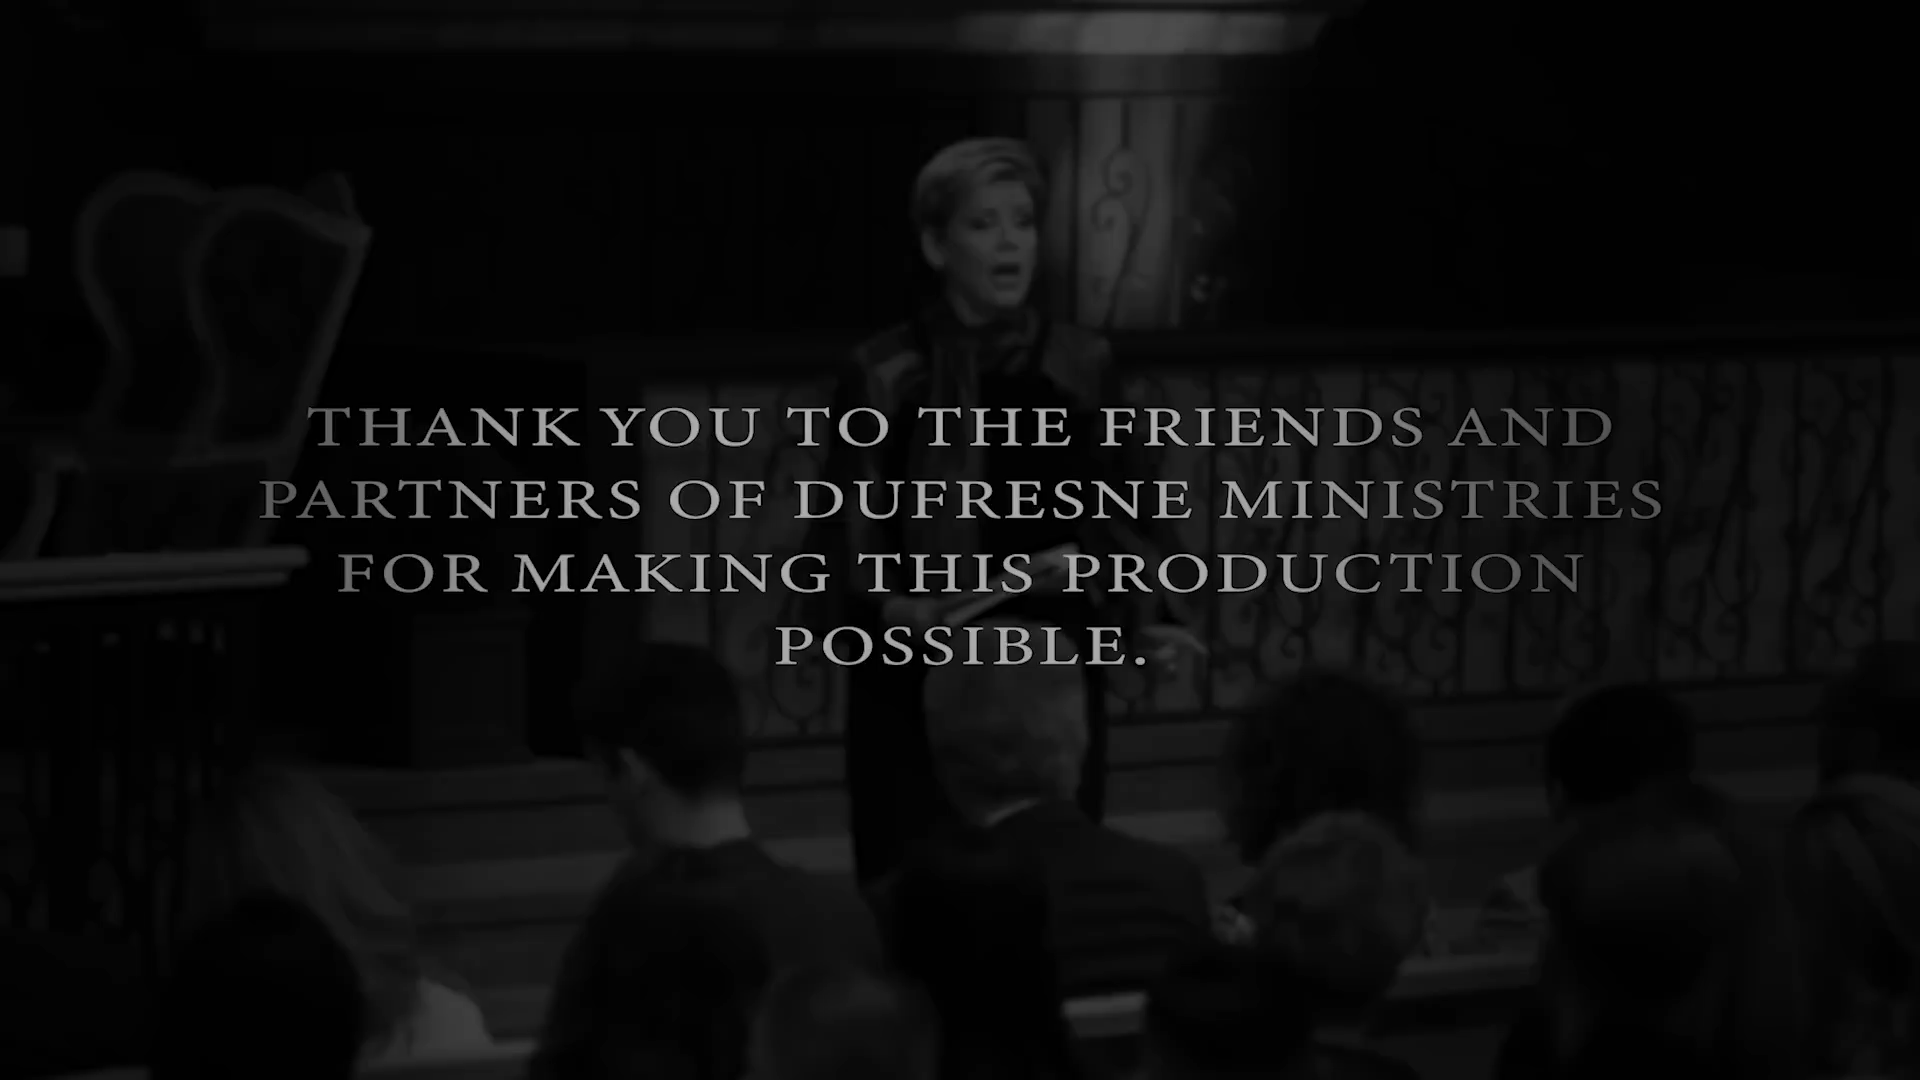 THANK YOU TO THE FRIENDS AND
PARTNERS OF DUFRESNE MINISTRIES
FOR MAKING THIS PRODUCTION
POSSIBLE.